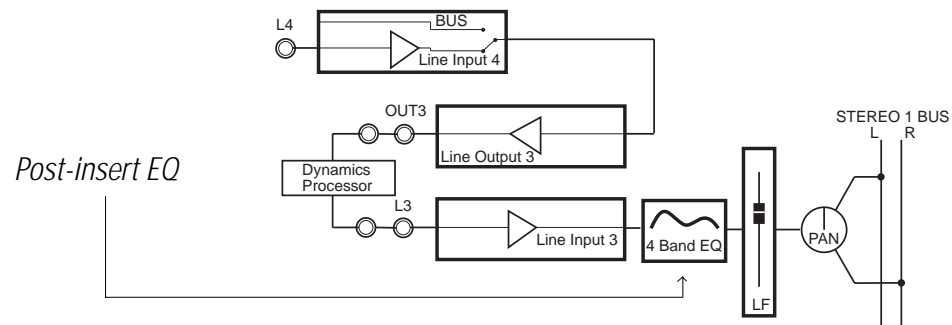 L4
BUS
Line Input 4
OUT3
Line Output 3
STEREO 1 BUS
L R
Post-insert EQ
Dynamics
Processor
L3
Line Input 3
4 Band EQ
LF
PAN